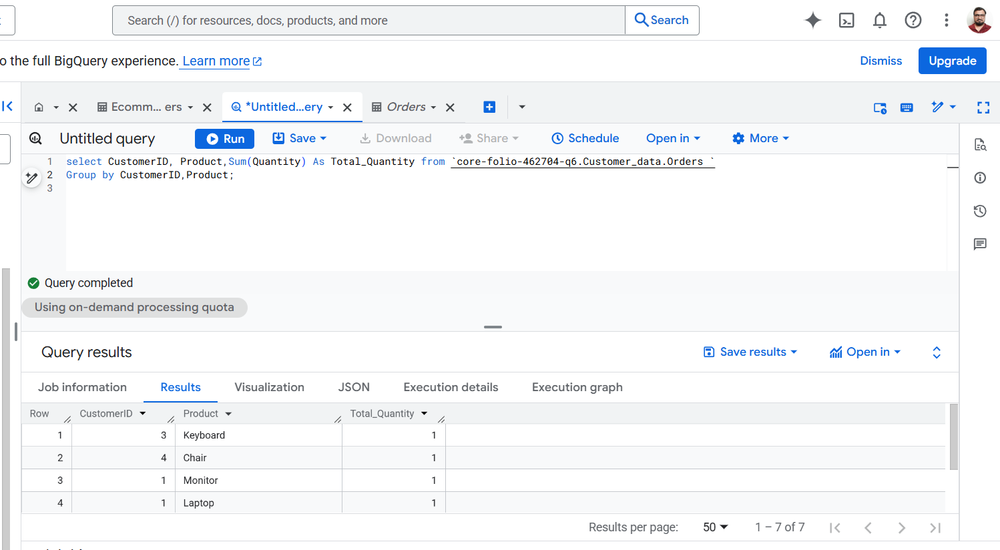 Search (/) for resources, docs, products, and more
Search
o the full BigQuery experience. Learn more
Dismiss
Upgrade
Ecomm... ers
*Untitled...ery
Orders
Untitled query
Run
Save
Download
Share
Schedule
Open in
More
1 select CustomerID, Product,Sum(Quantity) As Total_Quantity from `core-folio-462704-q6.Customer_data.Orders `
2 Group by CustomerID,Product;
3
Query completed
Using on-demand processing quota
Query results
Save results
Open in
Job information Results Visualization JSON Execution details Execution graph
Row CustomerID Product Total_Quantity
1 3 Keyboard 1
2 4 Chair 1
3 1 Monitor 1
4 1 Laptop 1
Results per page: 50 1 – 7 of 7